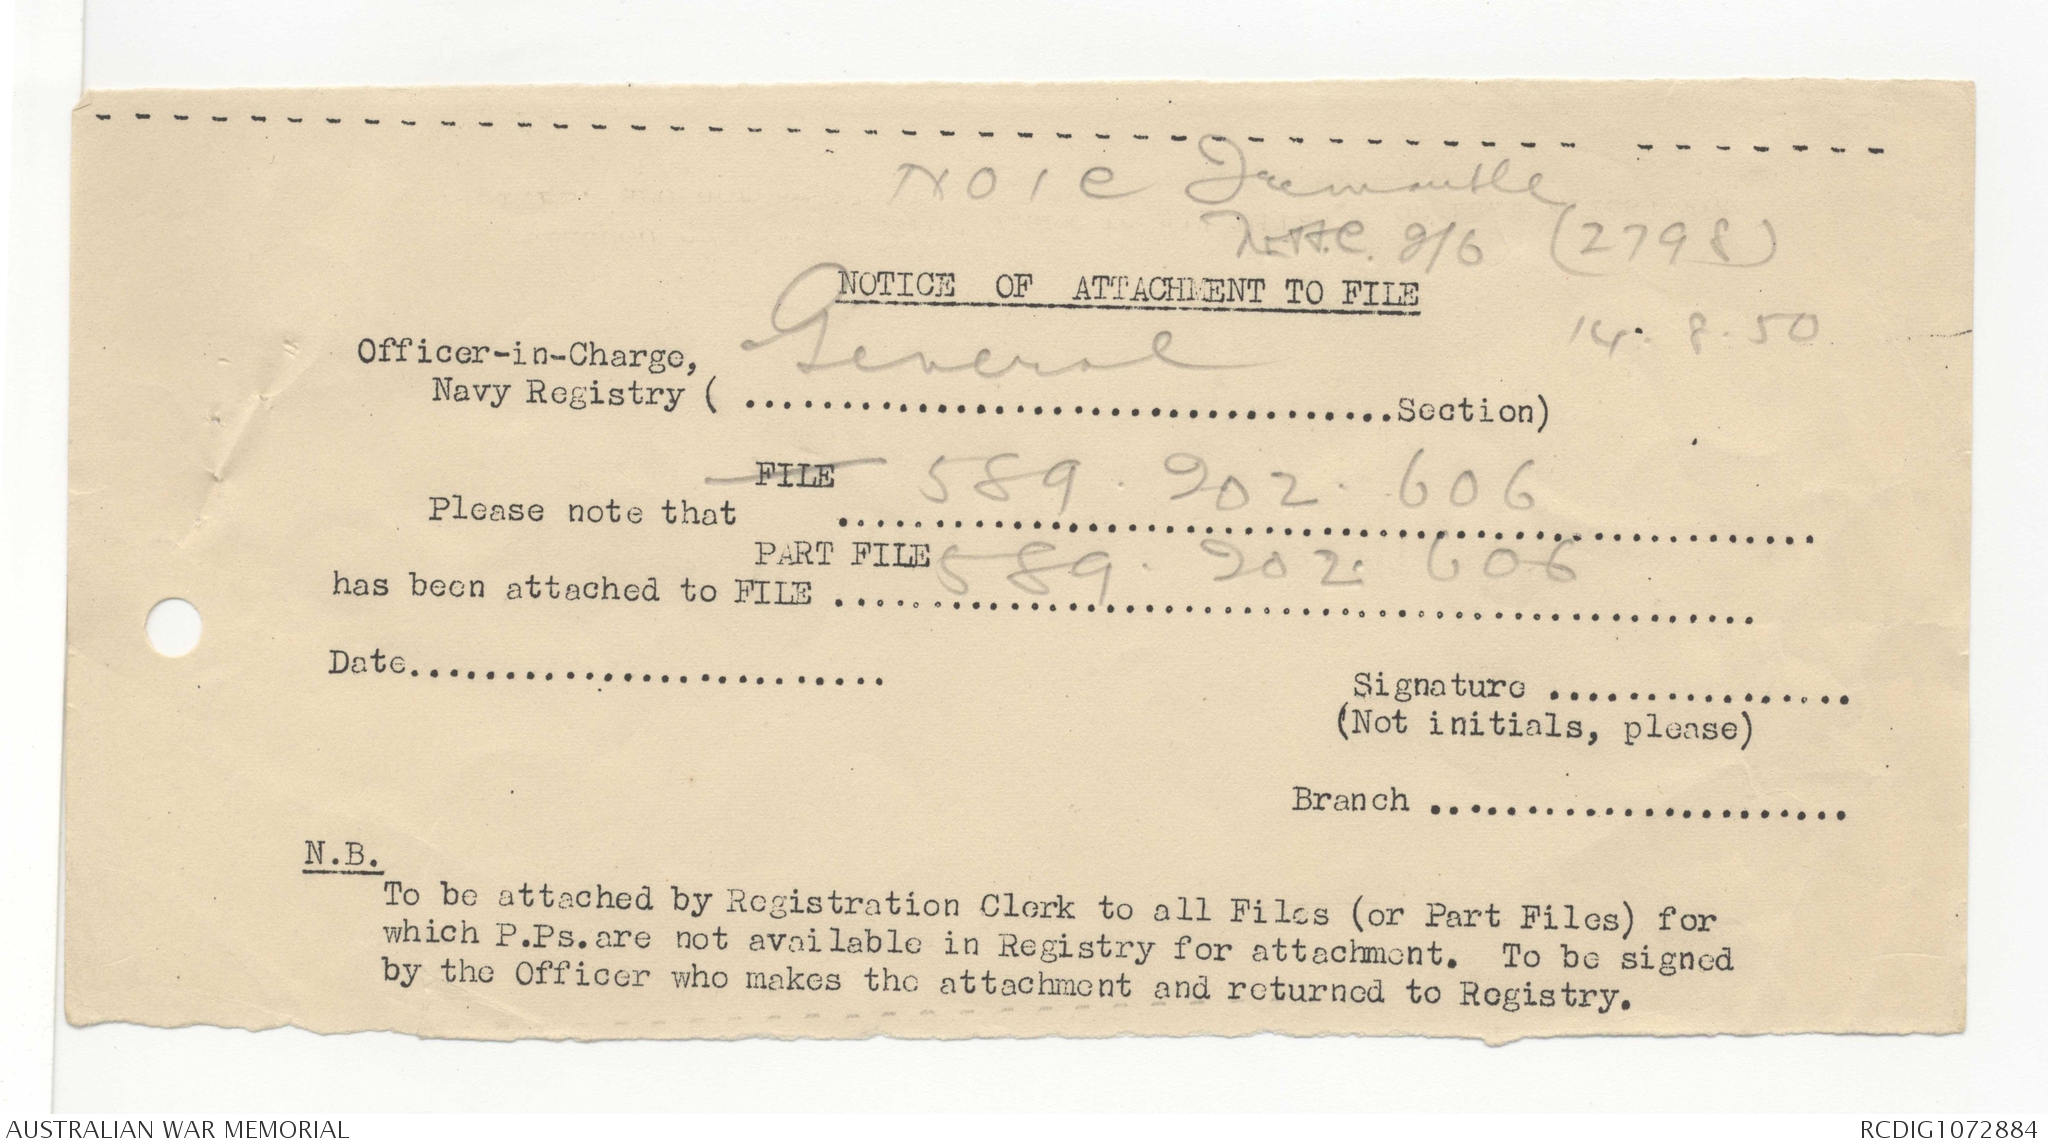 NOIC Fremantle
9/6 (2798)
NOTICE OF ATTACHMENT TO FILE
14.8.50
Officer-in-Charge,
Navy Registry ( General ..................................Section)
FILE 589. 202. 606
Please note that ....................................................
PART FILE
has been attached to FILE 589. 202. 606
Date.........................
Signature ................
(Not initials, please)
Branch ......................
N.B.
To be attached by Registration Clerk to all Files (or Part Files) for
which P.Ps.are not available in Registry for attachment. To be signed
by the Officer who makes the attachment and returned to Registry.
AUSTRALIAN WAR MEMORIAL
RCDIG1072884